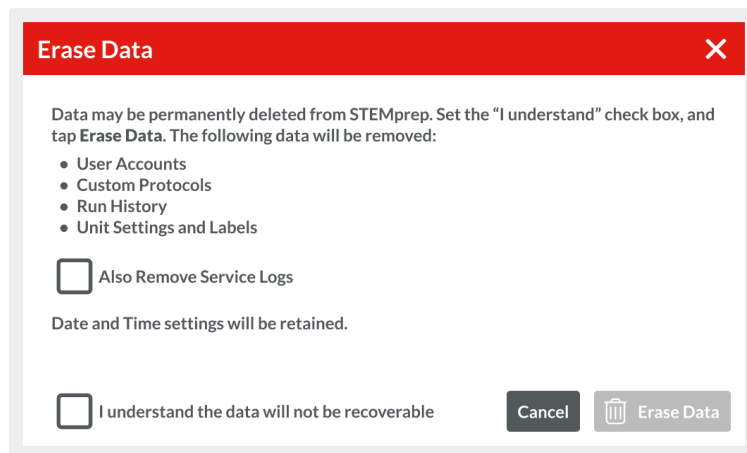 Erase Data
Data may be permanently deleted from STEMprep. Set the “I understand” check box, and
tap Erase Data. The following data will be removed:
• User Accounts
• Custom Protocols
• Run History
• Unit Settings and Labels
Also Remove Service Logs
Date and Time settings will be retained.
I understand the data will not be recoverable
Cancel
Erase Data